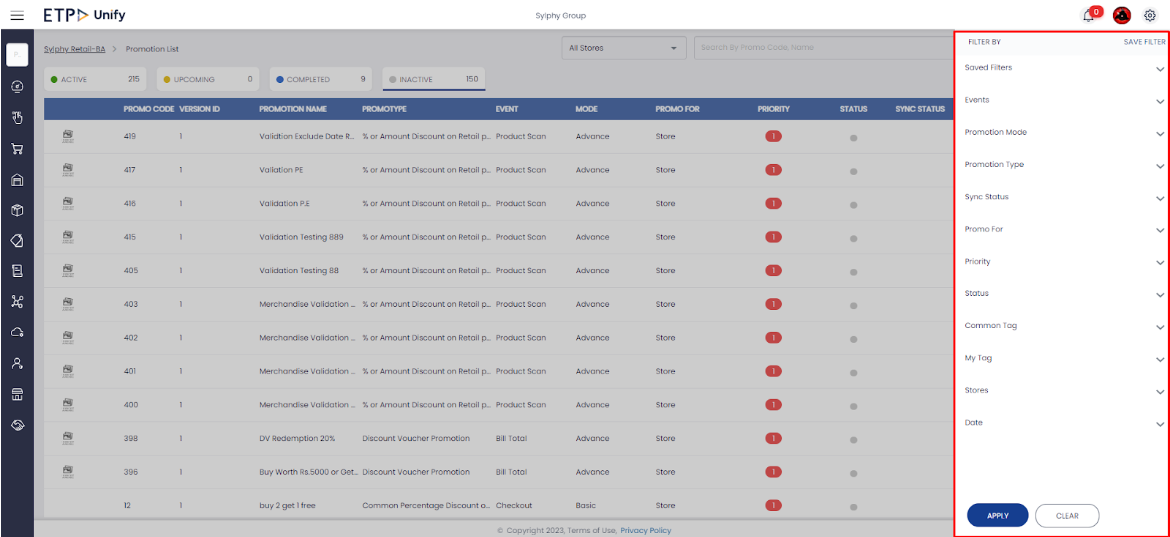 ETP Unify
Sylphy Group
0
Sylphy Retail-BA > Promotion List
All Stores
Search By Promo Code, Name
ACTIVE 215
UPCOMING 0
COMPLETED 9
INACTIVE 150
PROMO CODE VERSION ID PROMOTION NAME PROMOTYPE EVENT MODE PROMO FOR PRIORITY STATUS SYNC STATUS
419 1 Validtion Exclude Date R... % or Amount Discount on Retail p... Product Scan Advance Store 1
417 1 Valiation PE % or Amount Discount on Retail p... Product Scan Advance Store 1
416 1 Validation P.E % or Amount Discount on Retail p... Product Scan Advance Store 1
415 1 Validation Testing 889 % or Amount Discount on Retail p... Product Scan Advance Store 1
405 1 Validation Testing 88 % or Amount Discount on Retail p... Product Scan Advance Store 1
403 1 Merchandise Validation ... % or Amount Discount on Retail p... Product Scan Advance Store 1
402 1 Merchandise Validation ... % or Amount Discount on Retail p... Product Scan Advance Store 1
401 1 Merchandise Validation ... % or Amount Discount on Retail p... Product Scan Advance Store 1
400 1 Merchandise Validation ... % or Amount Discount on Retail p... Product Scan Advance Store 1
398 1 DV Redemption 20% Discount Voucher Promotion Bill Total Advance Store 1
396 1 Buy Worth Rs.5000 or Get... Discount Voucher Promotion Bill Total Advance Store 1
12 1 buy 2 get 1 free Common Percentage Discount o... Checkout Basic Store 1
© Copyright 2023, Terms of Use, Privacy Policy
FILTER BY SAVE FILTER
Saved Filters
Events
Promotion Mode
Promotion Type
Sync Status
Promo For
Priority
Status
Common Tag
My Tag
Stores
Date
APPLY CLEAR